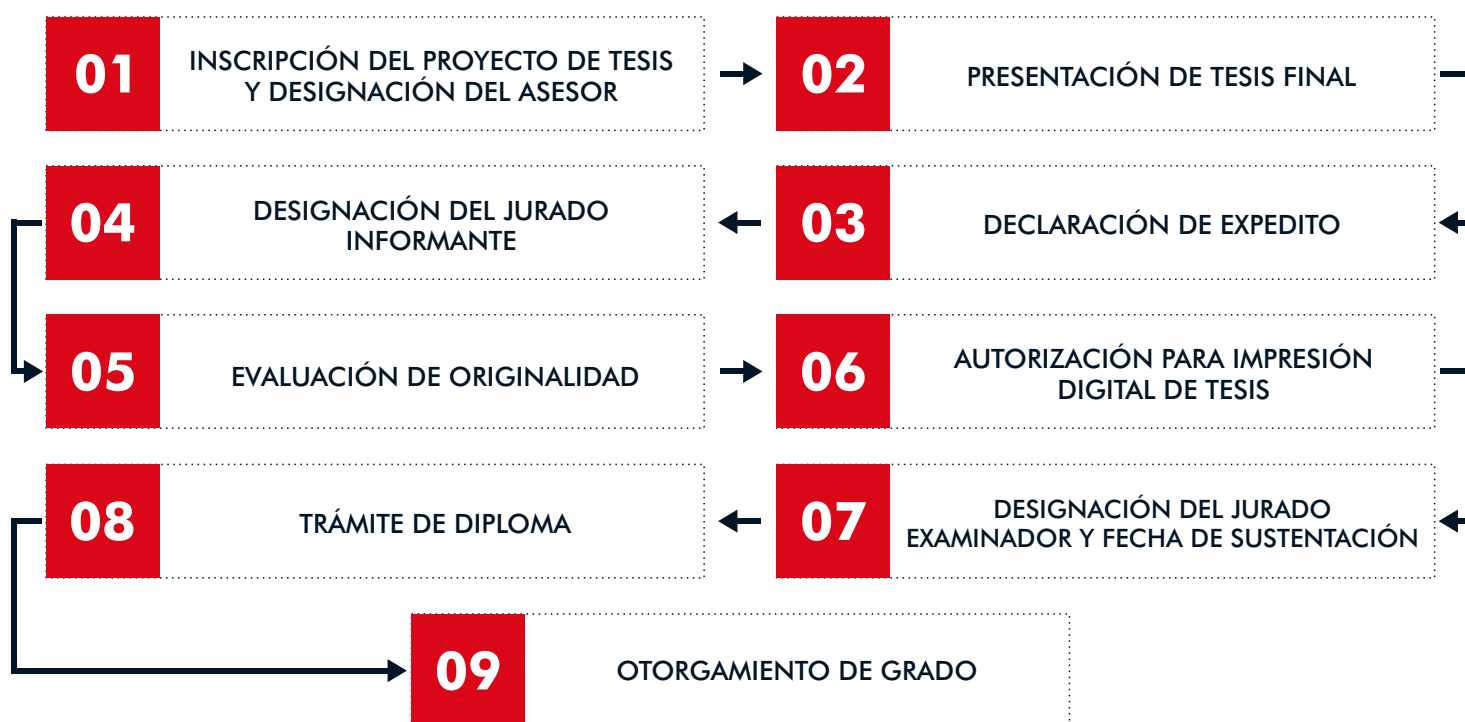 01
INSCRIPCIÓN DEL PROYECTO DE TESIS
Y DESIGNACIÓN DEL ASESOR
02
PRESENTACIÓN DE TESIS FINAL
03
DECLARACIÓN DE EXPEDITO
04
DESIGNACIÓN DEL JURADO
INFORMANTE
05
EVALUACIÓN DE ORIGINALIDAD
06
AUTORIZACIÓN PARA IMPRESIÓN
DIGITAL DE TESIS
07
DESIGNACIÓN DEL JURADO
EXAMINADOR Y FECHA DE SUSTENTACIÓN
08
TRÁMITE DE DIPLOMA
09
OTORGAMIENTO DE GRADO